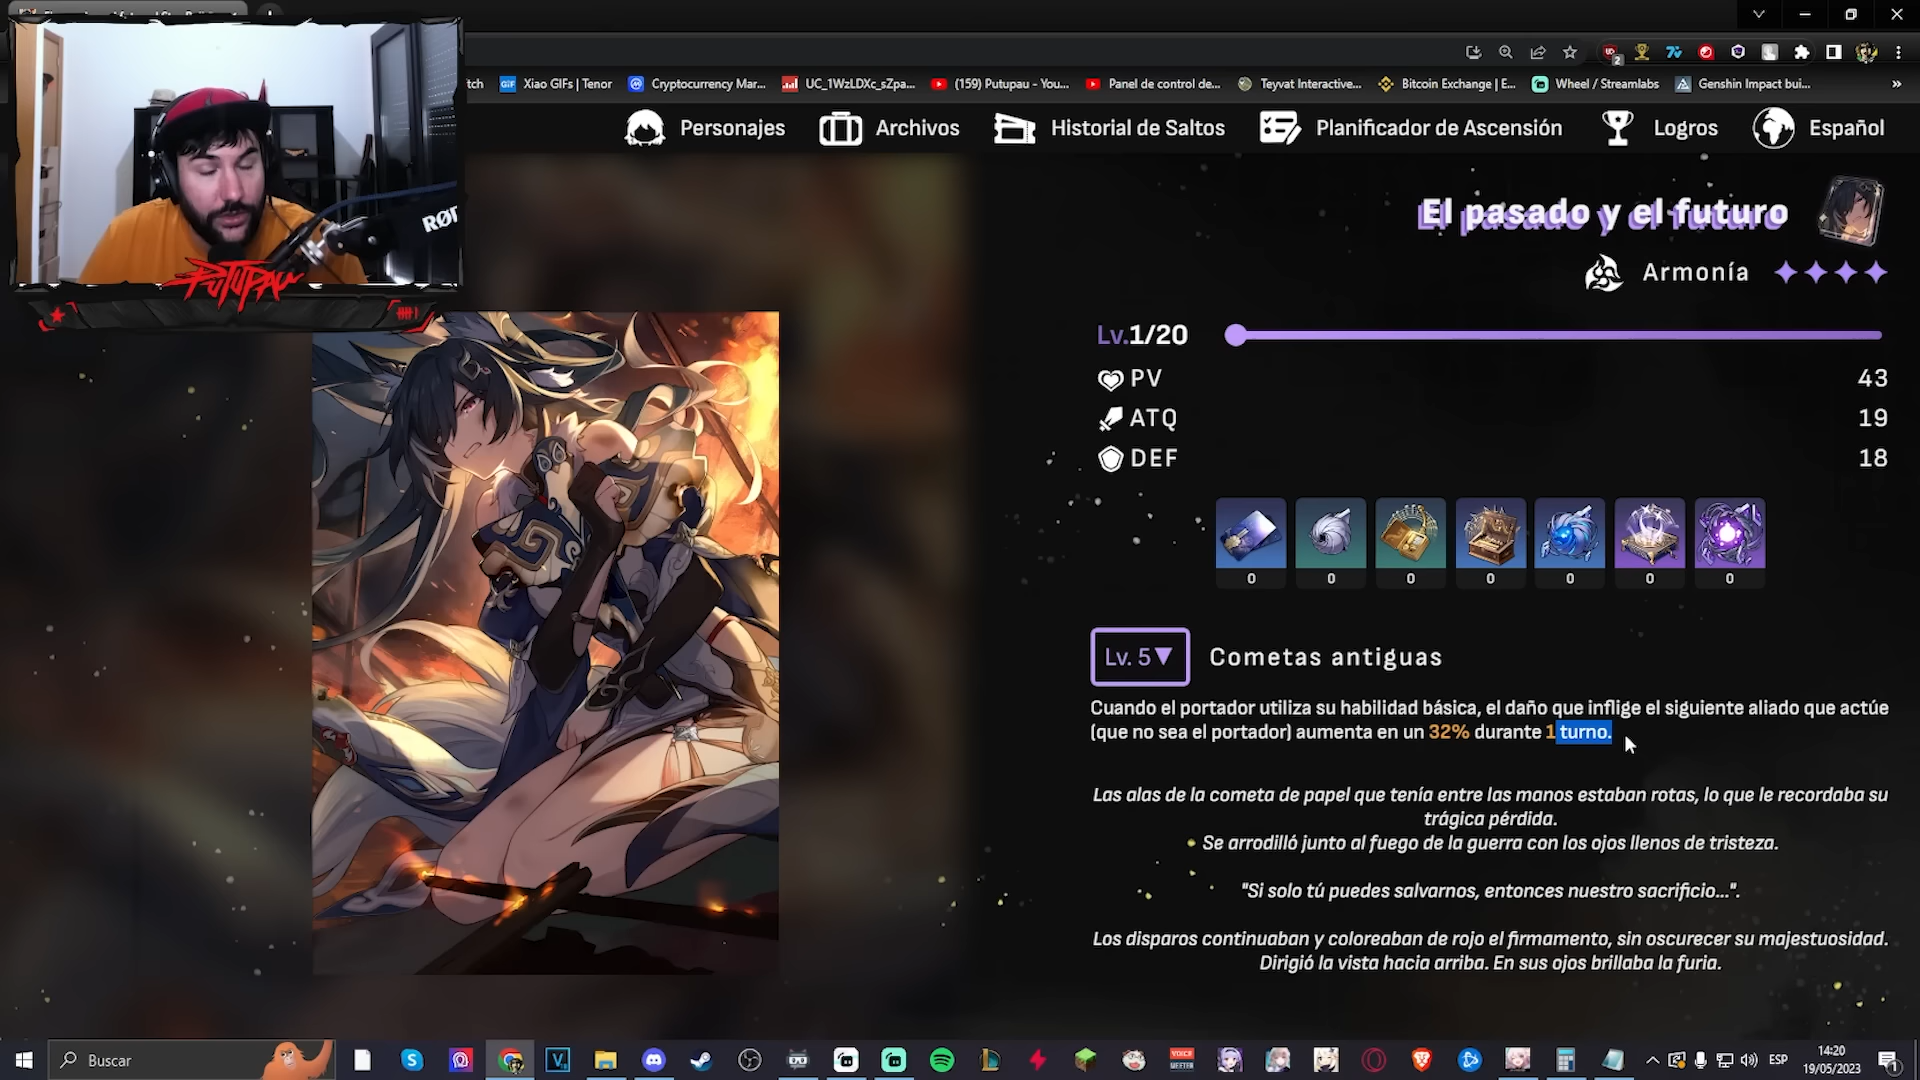 tch
GIF
Xiao GIFs | Tenor
Cryptocurrency Mar...
UC_1WzLDXc_sZpa...
(159) Putupau - You...
Panel de control de...
Teyvat Interactive...
Bitcoin Exchange | E...
Wheel / Streamlabs
Genshin Impact bui...
»
Personajes
Archivos
Historial de Saltos
Planificador de Ascensión
Logros
Español
RØD
PUTUPAU
El pasado y el futuro
Armonía
Lv.1/20
PV
43
ATQ
19
DEF
18
0
0
0
0
0
0
0
Lv. 5▼
Cometas antiguas
Cuando el portador utiliza su habilidad básica, el daño que inflige el siguiente aliado que actúe
(que no sea el portador) aumenta en un 32% durante 1 turno.
Las alas de la cometa de papel que tenía entre las manos estaban rotas, lo que le recordaba su
trágica pérdida.
Se arrodilló junto al fuego de la guerra con los ojos llenos de tristeza.
"Si solo tú puedes salvarnos, entonces nuestro sacrificio...".
Los disparos continuaban y coloreaban de rojo el firmamento, sin oscurecer su majestuosidad.
Dirigió la vista hacia arriba. En sus ojos brillaba la furia.
Buscar
VOICE
MEETER
ESP
14:20
19/05/2023
1